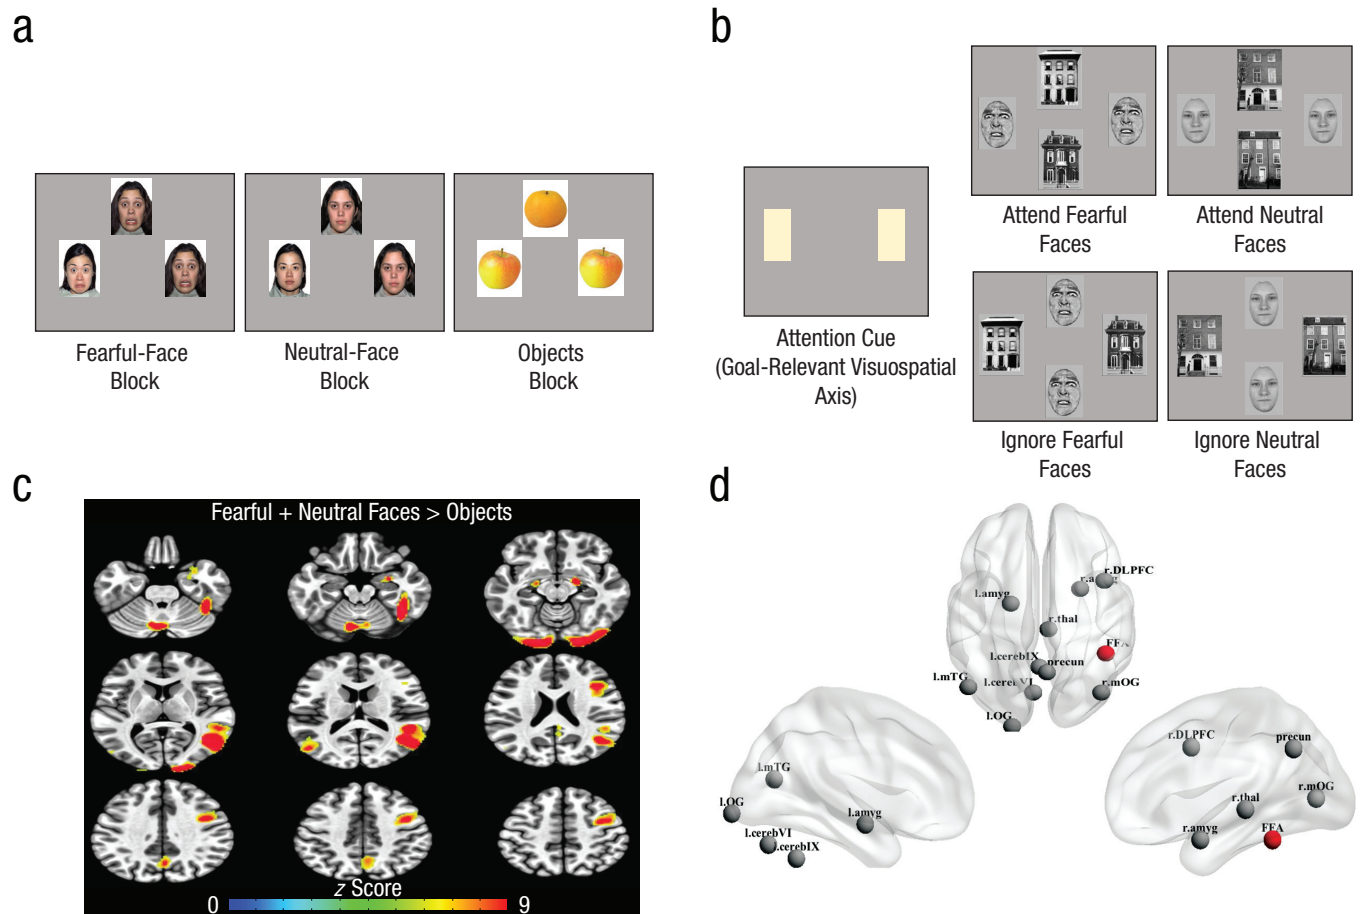 a
Fearful-Face
Block
Neutral-Face
Block
Objects
Block
b
Attention Cue
(Goal-Relevant Visuospatial
Axis)
Attend Fearful
Faces
Attend Neutral
Faces
Ignore Fearful
Faces
Ignore Neutral
Faces
c
Fearful + Neutral Faces > Objects
z Score
0
9
d
r.DLPFC
l.amyg
r.thal
FFA
l.cerebIX
precun
l.mTG
r.mOG
l.OG
l.mTG
l.OG
l.amyg
l.cerebVI
l.cerebIX
r.DLPFC
precun
r.mOG
r.thal
r.amyg
FFA